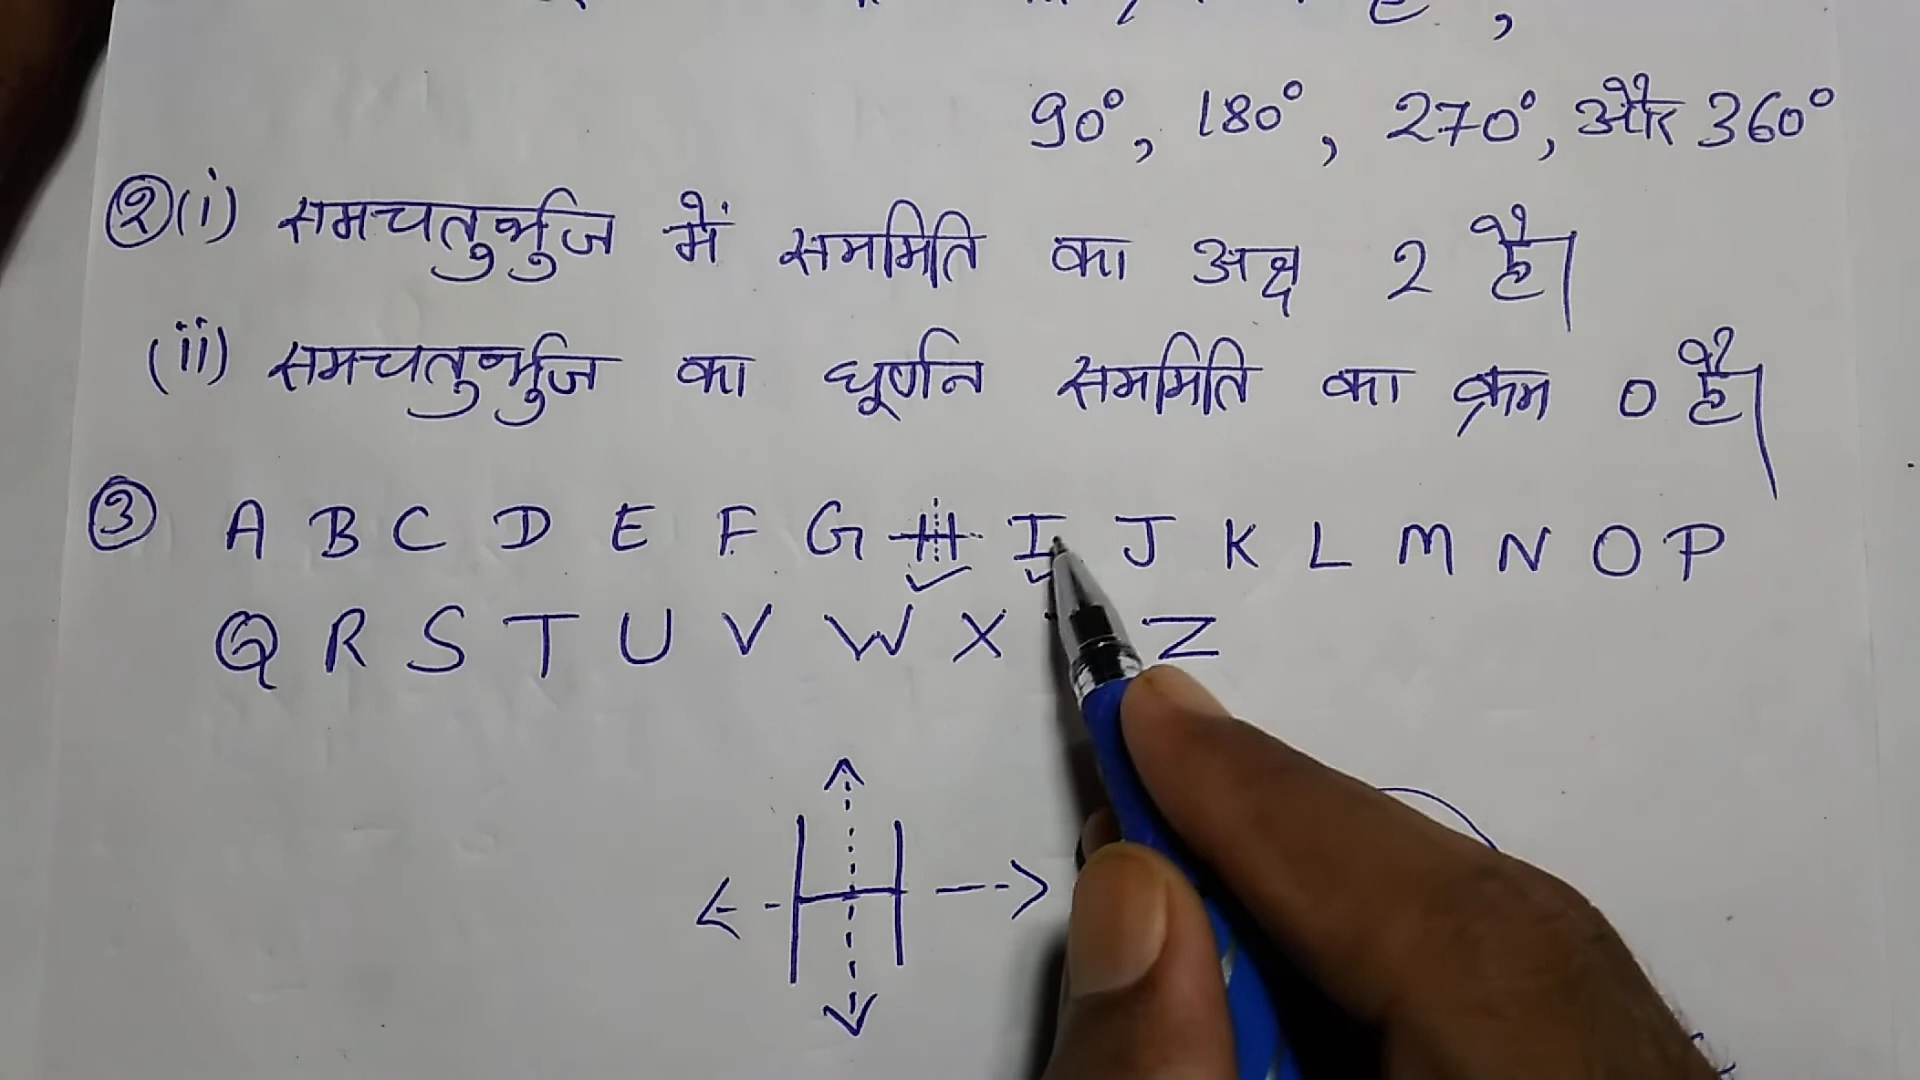 90°, 180°, 270°, और 360°
②(i) समचतुर्भुज में सममिति का अक्ष 2 है।
(ii) समचतुर्भुज का घूर्णन सममिति का क्रम 0 है।
③ A B C D E F G H I J K L M N O P
Q R S T U V W X Z
H